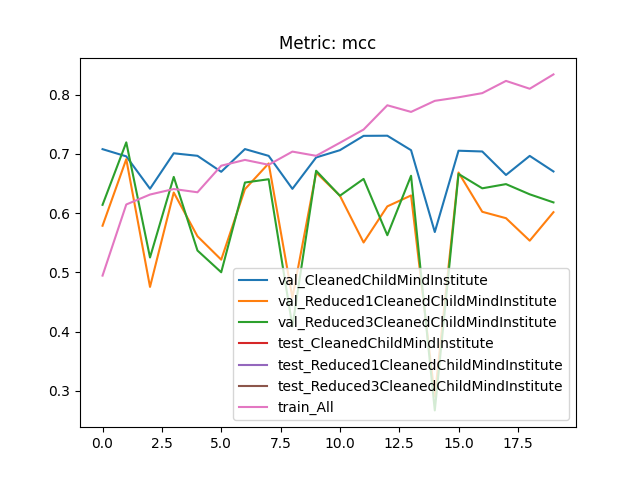 Metric: mcc
0.8
0.7
0.6
0.5
0.4
0.3
val_CleanedChildMindInstitute
val_Reduced1CleanedChildMindInstitute
val_Reduced3CleanedChildMindInstitute
test_CleanedChildMindInstitute
test_Reduced1CleanedChildMindInstitute
test_Reduced3CleanedChildMindInstitute
train_All
0.0 2.5 5.0 7.5 10.0 12.5 15.0 17.5